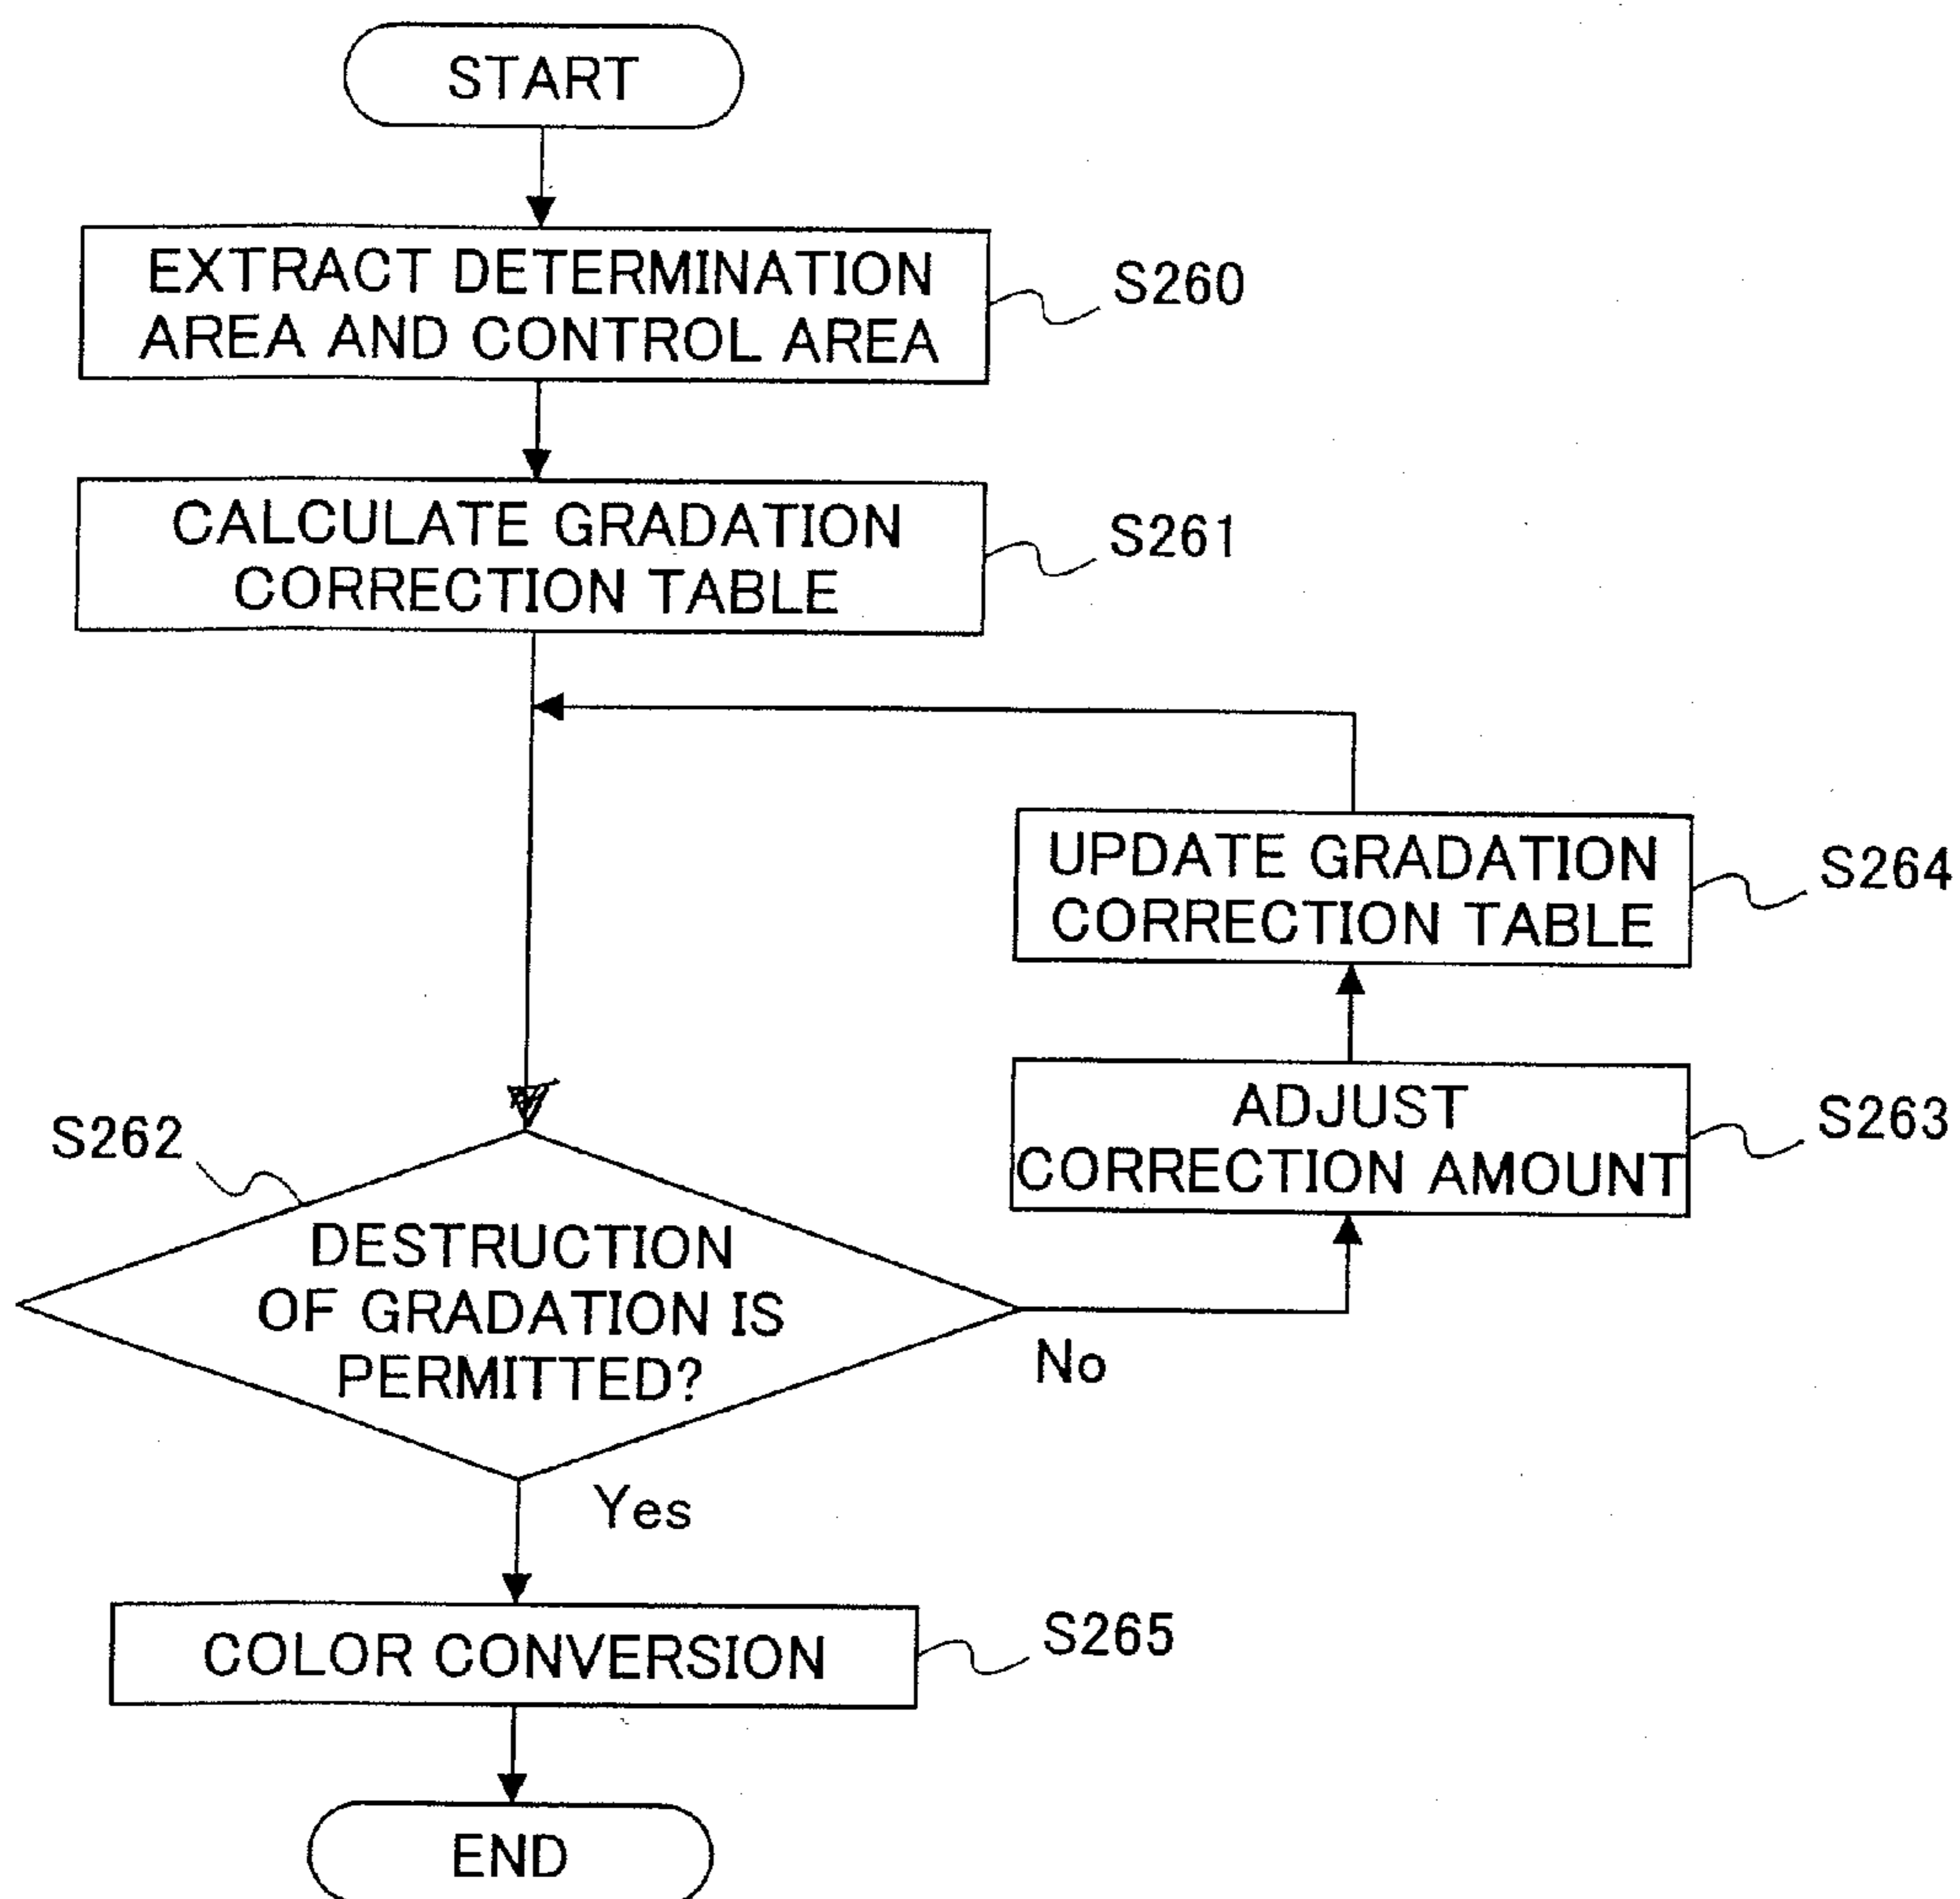 START
EXTRACT DETERMINATION
AREA AND CONTROL AREA
S260
CALCULATE GRADATION
CORRECTION TABLE
S261
UPDATE GRADATION
CORRECTION TABLE
S264
ADJUST
CORRECTION AMOUNT
S263
S262
DESTRUCTION
OF GRADATION IS
PERMITTED?
No
Yes
COLOR CONVERSION
S265
END